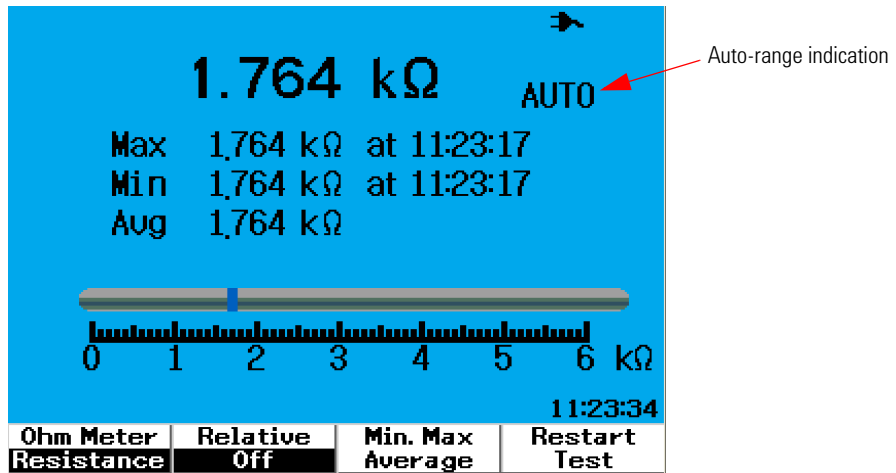 Auto-range indication
1.764 kΩ
AUTO
Max 1.764 kΩ at 11:23:17
Min 1.764 kΩ at 11:23:17
Avg 1.764 kΩ
0 1 2 3 4 5 6 kΩ
11:23:34
Ohm Meter Relative Min. Max Restart
Resistance Off Average Test